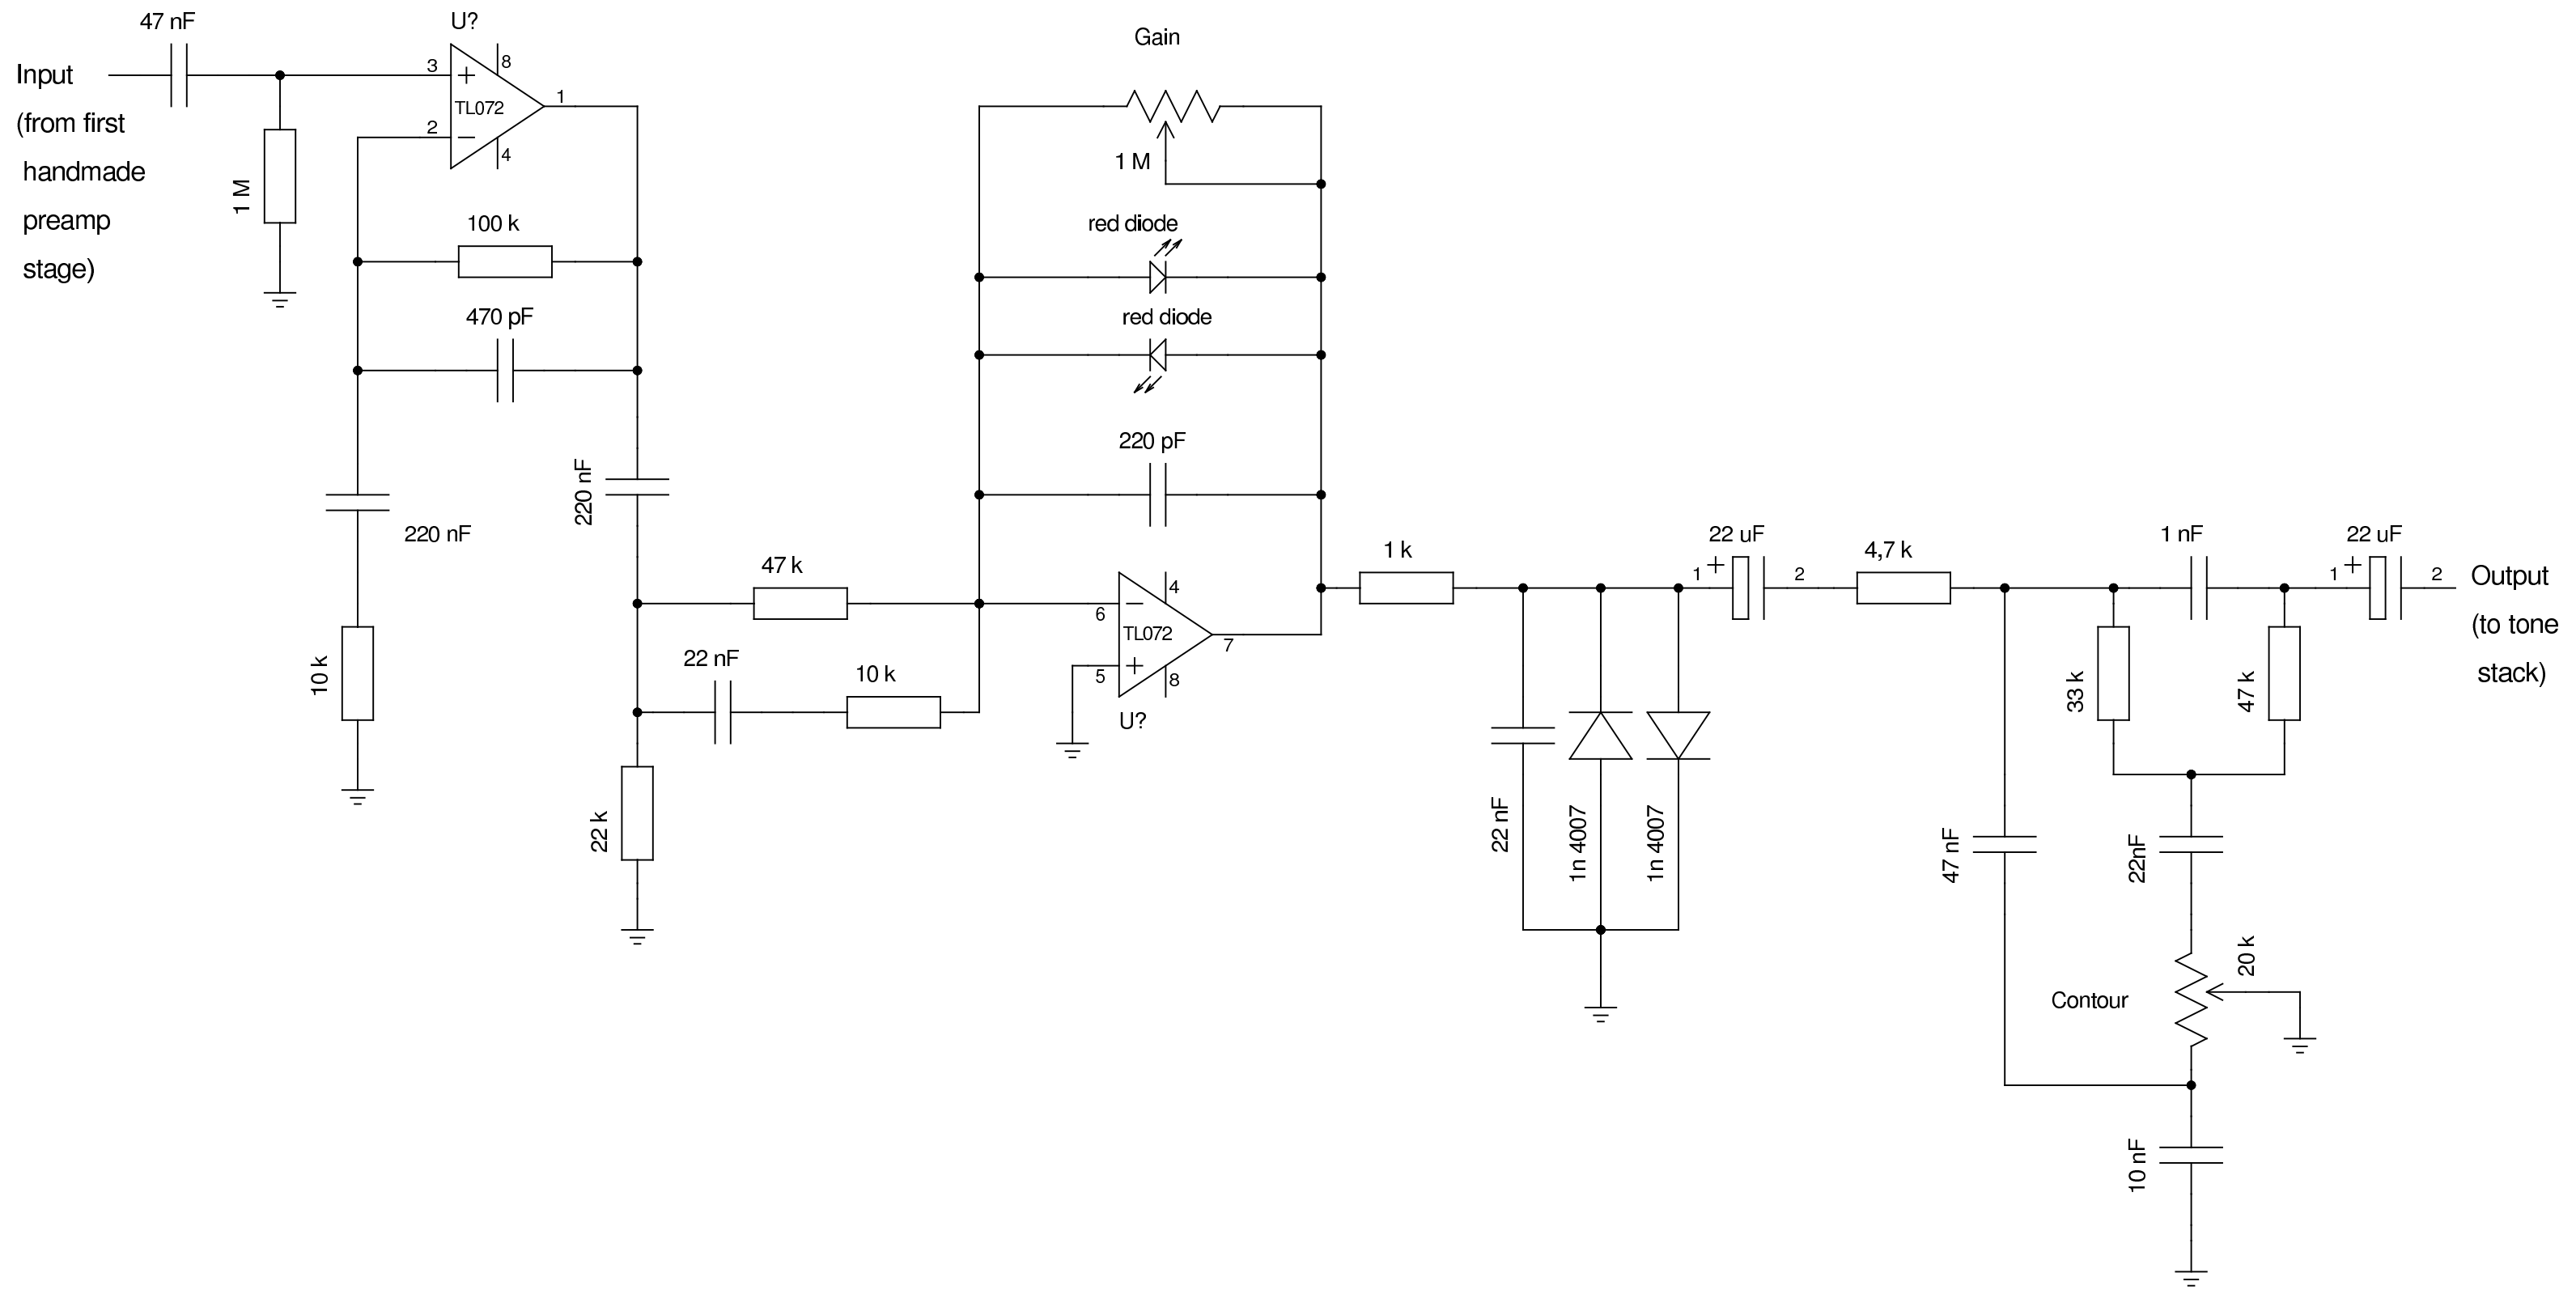 47 nF
U?
Input
(from first
handmade
preamp
stage)
3
+
8
TL072
1
2
−
4
1 M
100 k
470 pF
220 nF
10 k
220 nF
22 k
47 k
22 nF
10 k
Gain
1 M
red diode
red diode
220 pF
4
6
−
TL072
7
5
+
8
U?
1 k
22 nF
1n 4007
1n 4007
22 uF
1
+
2
4,7 k
47 nF
33 k
1 nF
47 k
22nF
20 k
Contour
10 nF
22 uF
1
+
2
Output
(to tone
stack)